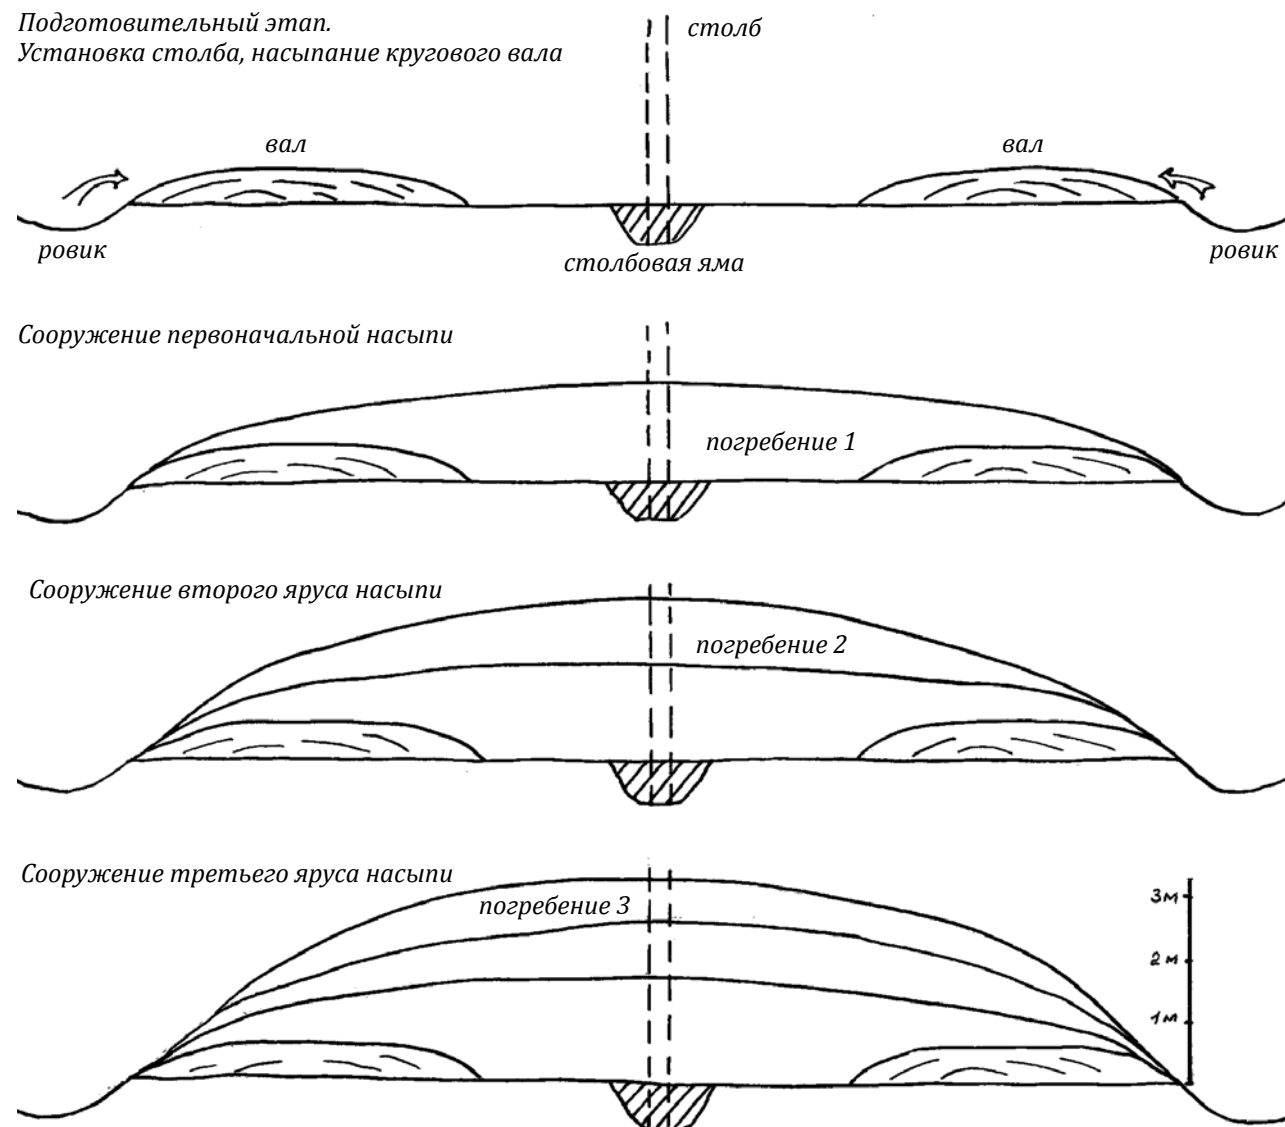 Подготовительный этап.
Установка столба, насыпание кругового вала
столб
вал
вал
ровик
столбовая яма
ровик
Сооружение первоначальной насыпи
погребение 1
Сооружение второго яруса насыпи
погребение 2
Сооружение третьего яруса насыпи
погребение 3
3м
2м
1м